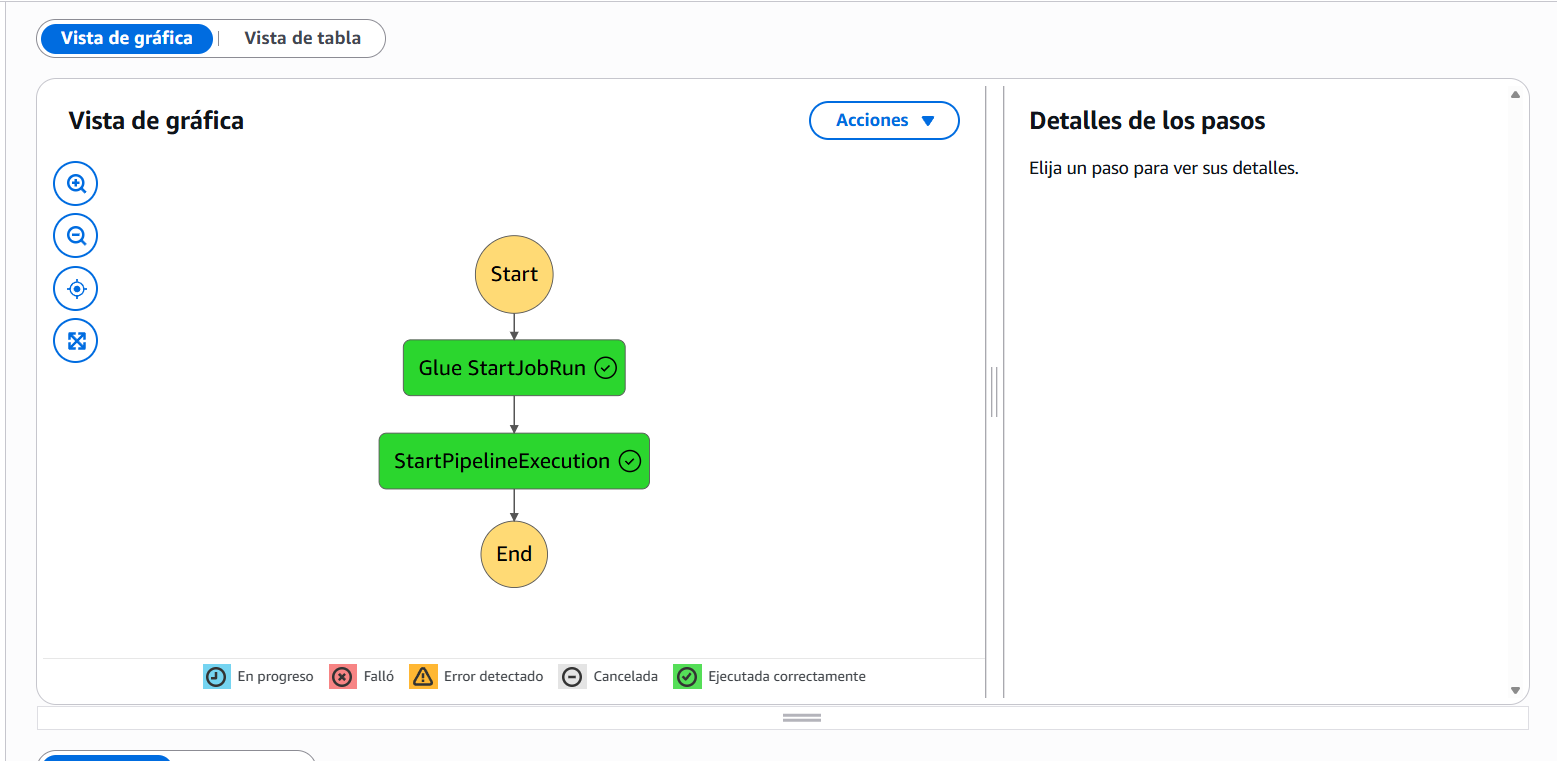 Vista de gráfica | Vista de tabla
Vista de gráfica
Acciones
Detalles de los pasos
Elija un paso para ver sus detalles.
Start
Glue StartJobRun
StartPipelineExecution
End
En progreso
Falló
Error detectado
Cancelada
Ejecutada correctamente